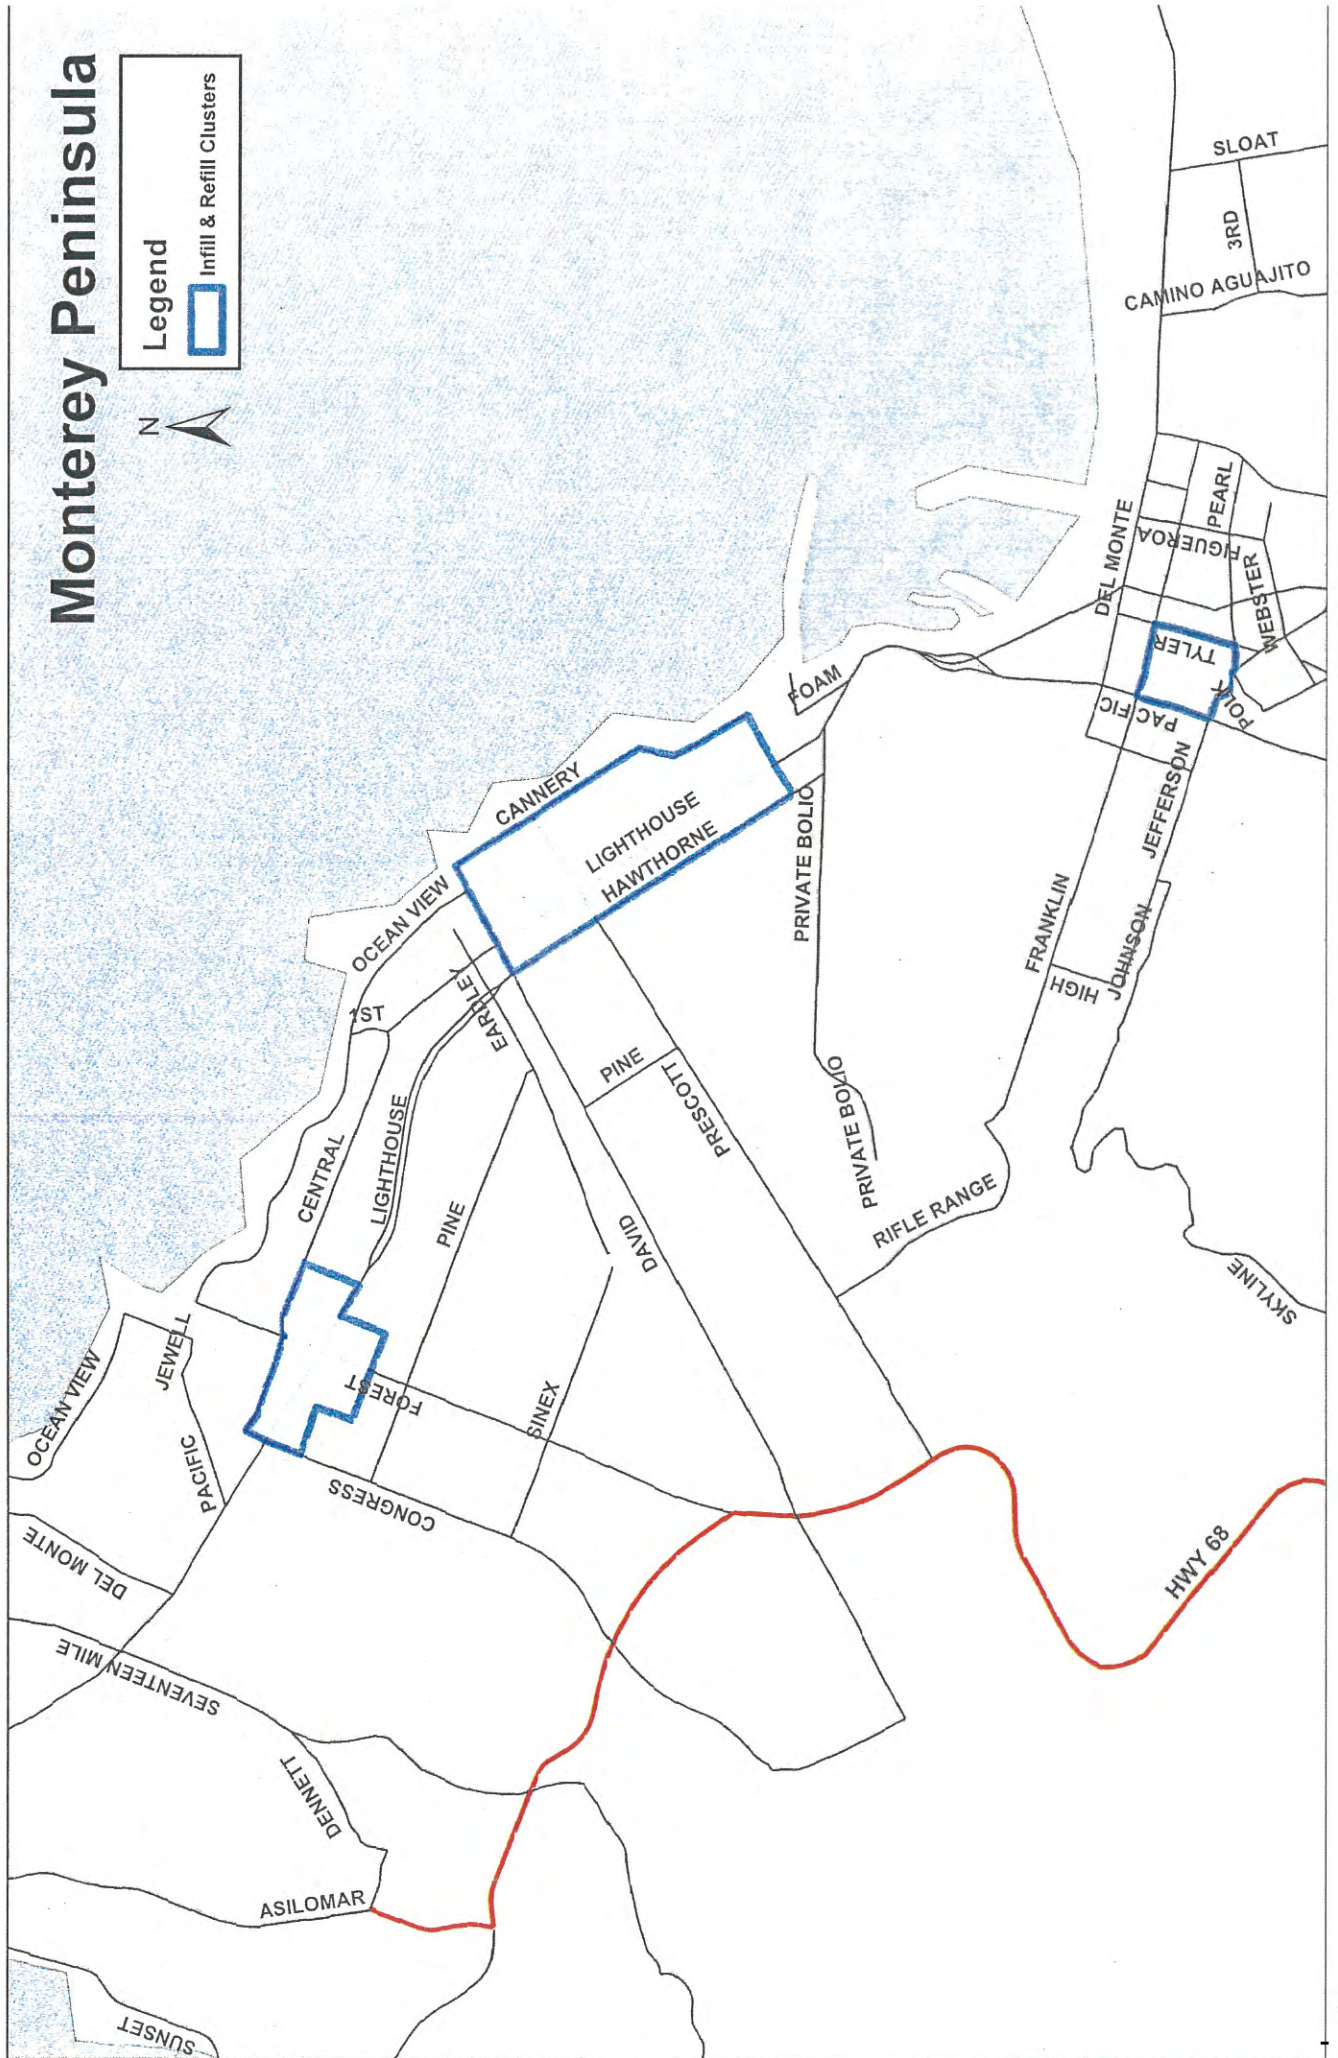 Monterey Peninsula
Legend
Infill & Refill Clusters
N
SLOAT
3RD
CAMINO AGUAJITO
DEL MONTE
PEARL
FIGUEROA
WEBSTER
TYLER
POLK
PACIFIC
JEFFERSON
FOAM
CANNERY
LIGHTHOUSE
HAWTHORNE
PRIVATE BOLIO
FRANKLIN
JOHNSON
HIGH
OCEAN VIEW
1ST
EARDLEY
PINE
PRESCOTT
PRIVATE BOLIO
RIFLE RANGE
SKYLINE
CENTRAL
LIGHTHOUSE
PINE
DAVID
OCEAN VIEW
JEWELL
PACIFIC
FOREST
SINEX
CONGRESS
HWY 68
DEL MONTE
SEVENTEEN MILE
DENNETT
ASILOMAR
SUNSET